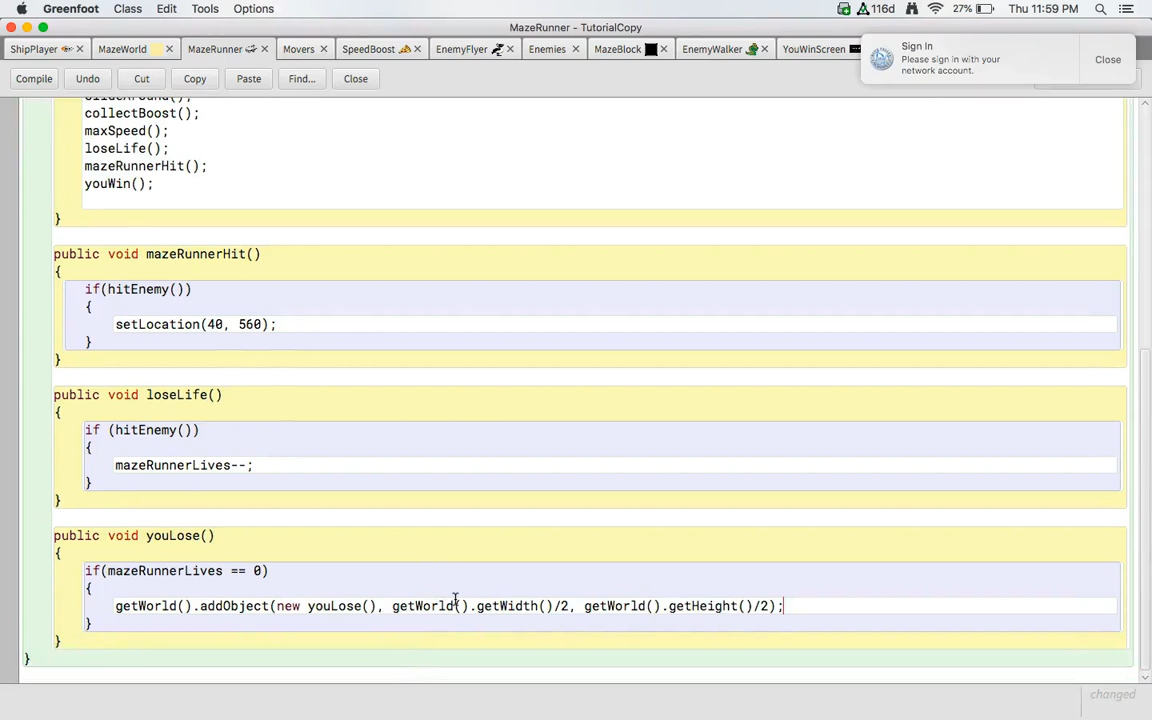 Greenfoot Class Edit Tools Options 116d 27% Thu 11:59 PM
MazeRunner - TutorialCopy
ShipPlayer MazeWorld MazeRunner Movers SpeedBoost EnemyFlyer Enemies MazeBlock EnemyWalker YouWinScreen
Sign In
Please sign in with your
network account.
Close
Compile Undo Cut Copy Paste Find... Close
collectBoost();
maxSpeed();
loseLife();
mazeRunnerHit();
youWin();
}
public void mazeRunnerHit()
{
if(hitEnemy())
{
setLocation(40, 560);
}
}
public void loseLife()
{
if (hitEnemy())
{
mazeRunnerLives--;
}
}
public void youLose()
{
if(mazeRunnerLives == 0)
{
getWorld().addObject(new youLose(), getWorld().getWidth()/2, getWorld().getHeight()/2);
}
}
}
changed